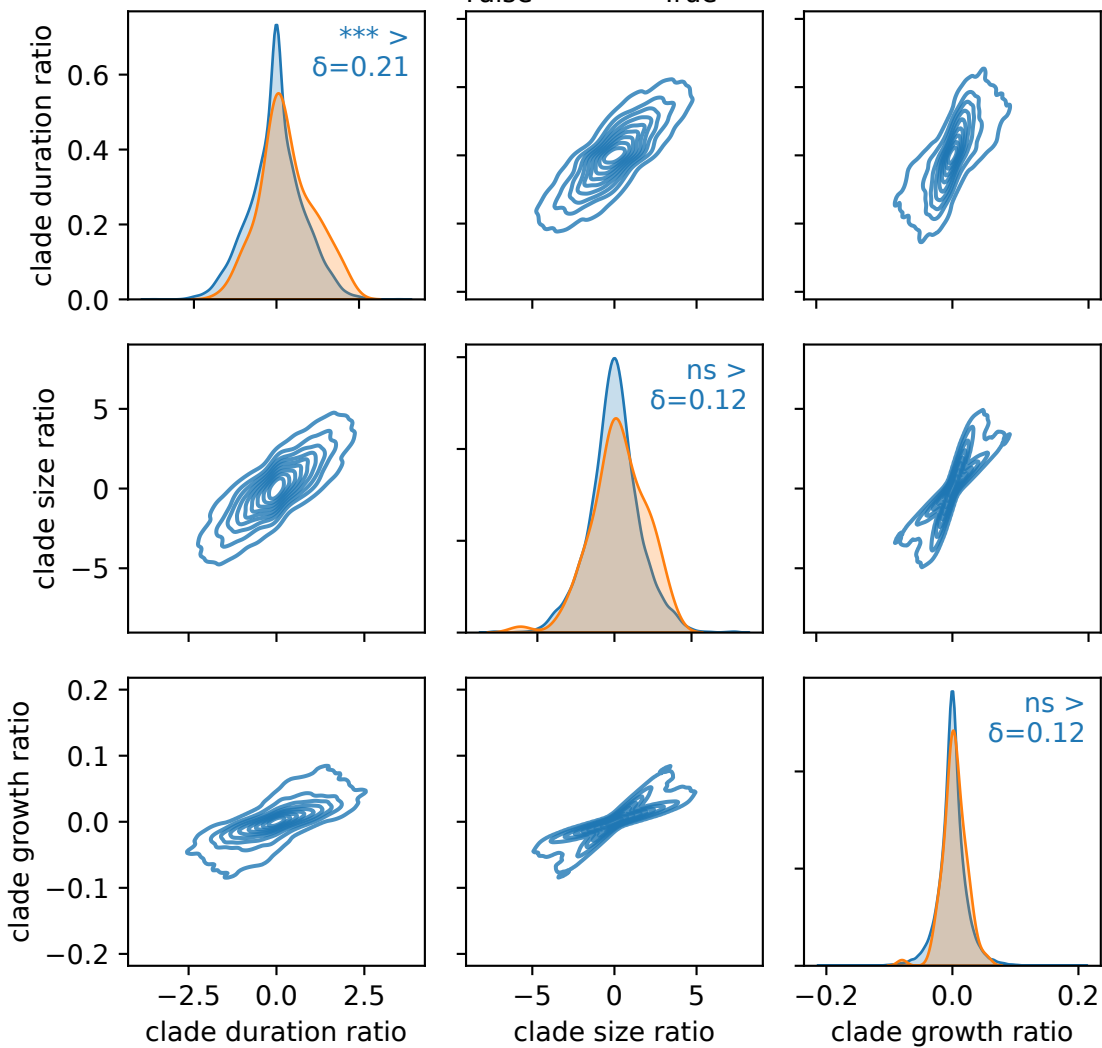 *** >
δ=0.21
0.6
0.4
0.2
0.0
clade duration ratio
ns >
δ=0.12
5
0
−5
clade size ratio
ns >
δ=0.12
0.2
0.1
0.0
−0.1
−0.2
clade growth ratio
−2.5 0.0 2.5
−5 0 5
−0.2 0.0 0.2
clade duration ratio
clade size ratio
clade growth ratio